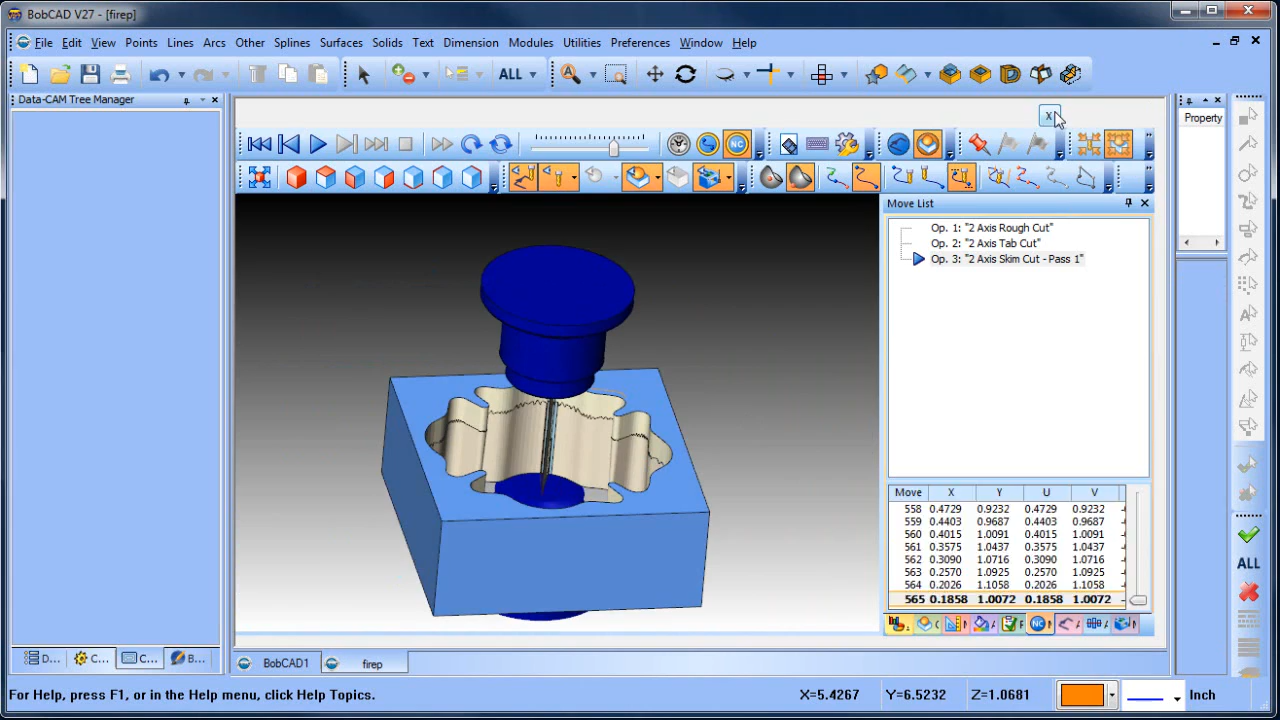 BobCAD V27 - [firep]
File Edit View Points Lines Arcs Other Splines Surfaces Solids Text Dimension Modules Utilities Preferences Window Help
ALL
Data-CAM Tree Manager
X
Property
NC
Move List
Op. 1: "2 Axis Rough Cut"
Op. 2: "2 Axis Tab Cut"
Op. 3: "2 Axis Skim Cut - Pass 1"
Move X Y U V
558 0.4729 0.9232 0.4729 0.9232
559 0.4403 0.9687 0.4403 0.9687
560 0.4015 1.0091 0.4015 1.0091
561 0.3575 1.0437 0.3575 1.0437
562 0.3090 1.0716 0.3090 1.0716
563 0.2570 1.0925 0.2570 1.0925
564 0.2026 1.1058 0.2026 1.1058
565 0.1858 1.0072 0.1858 1.0072
ALL
NC
D... C... C... B...
BobCAD1 firep
For Help, press F1, or in the Help menu, click Help Topics.
X=5.4267 Y=6.5232 Z=1.0681 Inch